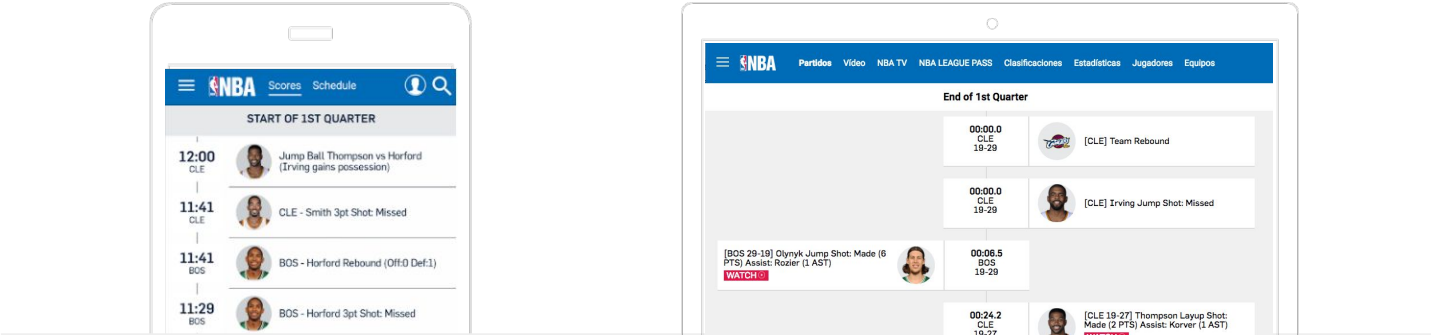 NBA
Scores
Schedule
START OF 1ST QUARTER
12:00
CLE
Jump Ball Thompson vs Horford
(Irving gains possession)
11:41
CLE
CLE - Smith 3pt Shot: Missed
11:41
BOS
BOS - Horford Rebound (Off:0 Def:1)
11:29
BOS
BOS - Horford 3pt Shot: Missed
NBA
Partidos
Vídeo
NBA TV
NBA LEAGUE PASS
Clasificaciones
Estadísticas
Jugadores
Equipos
End of 1st Quarter
00:00.0
CLE
19-29
[CLE] Team Rebound
00:00.0
CLE
19-29
[CLE] Irving Jump Shot: Missed
[BOS 29-19] Olynyk Jump Shot: Made (6
PTS) Assist: Rozier (1 AST)
WATCH
00:06.5
BOS
19-29
00:24.2
CLE
19-27
[CLE 19-27] Thompson Layup Shot:
Made (2 PTS) Assist: Korver (1 AST)